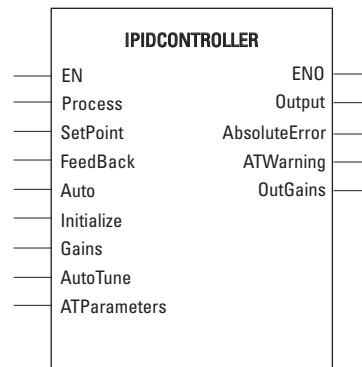 IPIDCONTROLLER
EN ENO
Process Output
SetPoint AbsoluteError
FeedBack ATWarning
Auto OutGains
Initialize
Gains
AutoTune
ATParameters